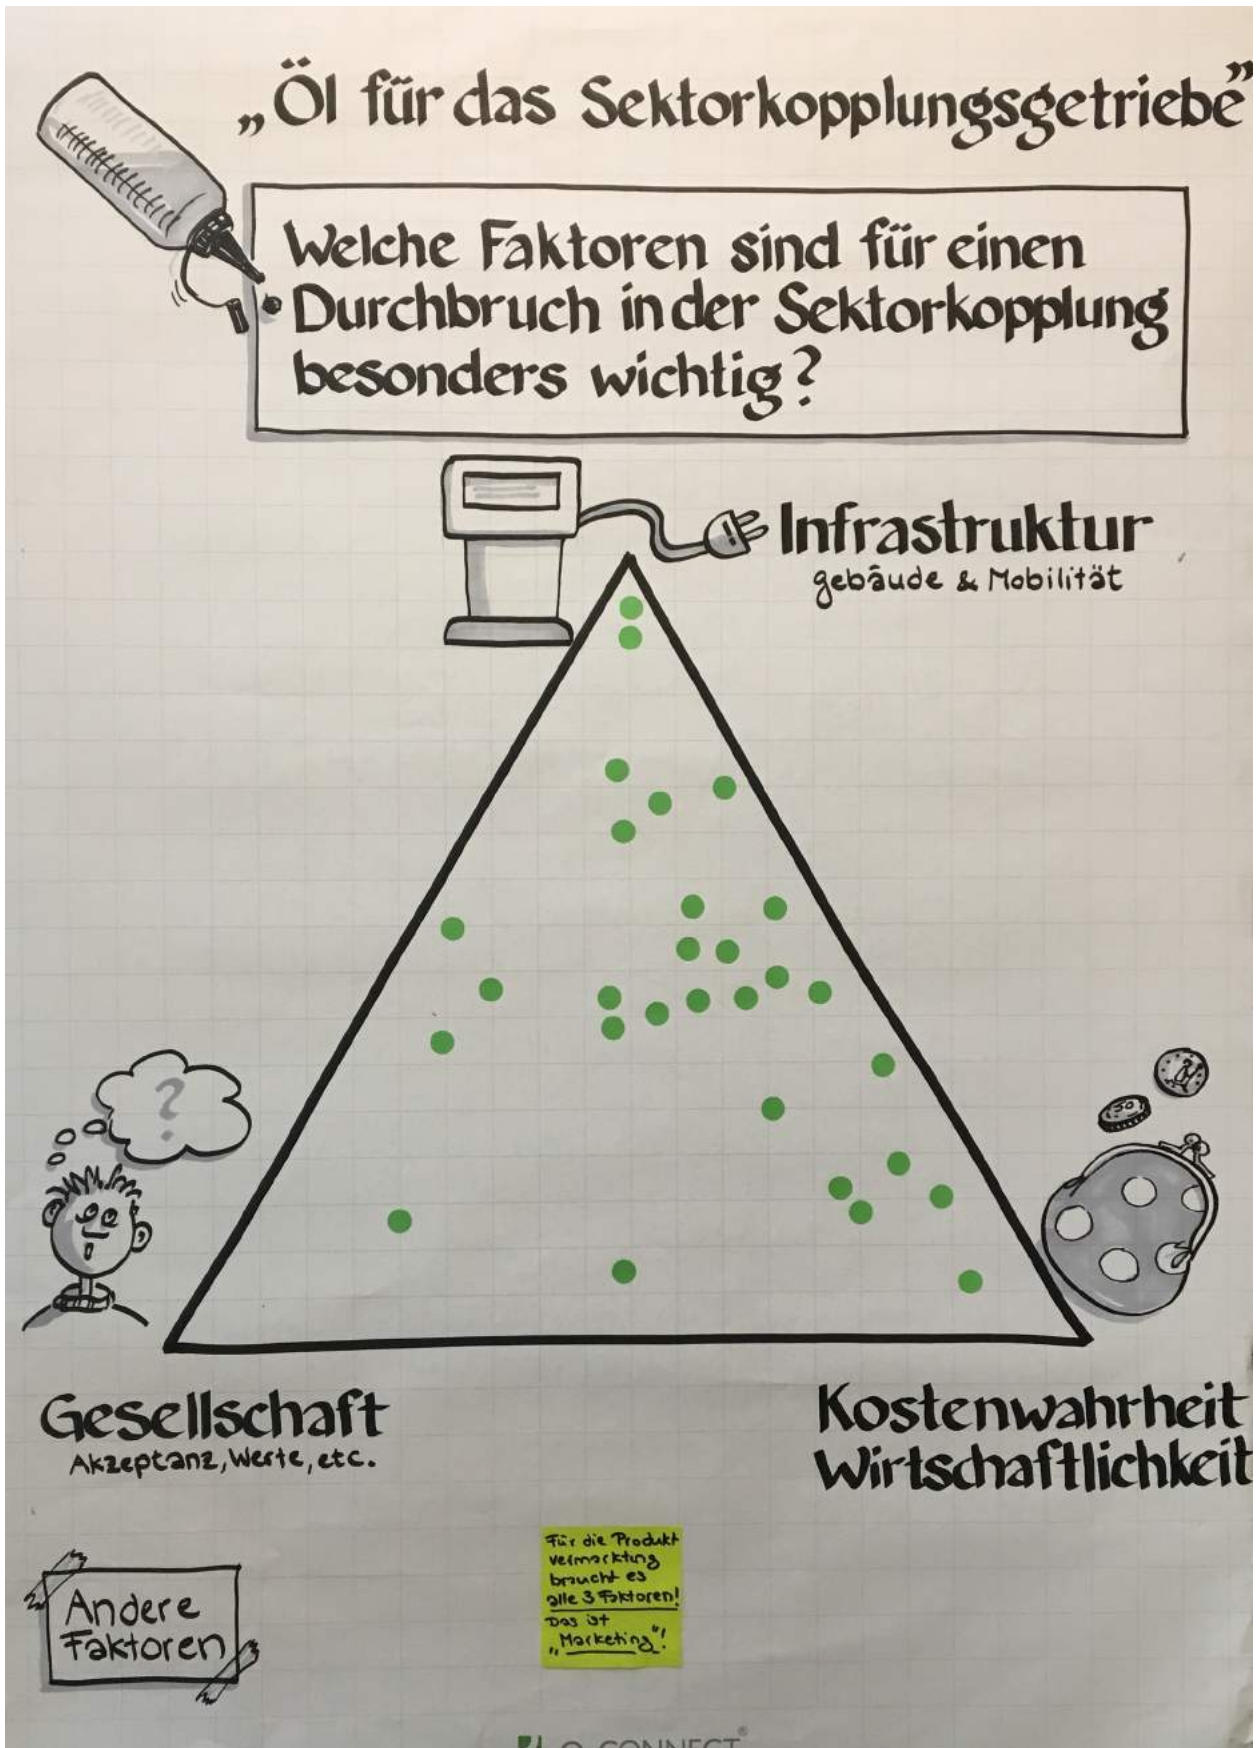 „Öl für das Sektorkopplungsgetriebe”
Welche Faktoren sind für einen
Durchbruch in der Sektorkopplung
besonders wichtig?
Infrastruktur
gebäude & Mobilität
?
50
Gesellschaft
Akzeptanz, Werte, etc.
Kostenwahrheit
Wirtschaftlichkeit
Andere
Faktoren
Für die Produkt
vermarktung
braucht es
alle 3 Faktoren!
Das ist
„Marketing”!
CONNECT®